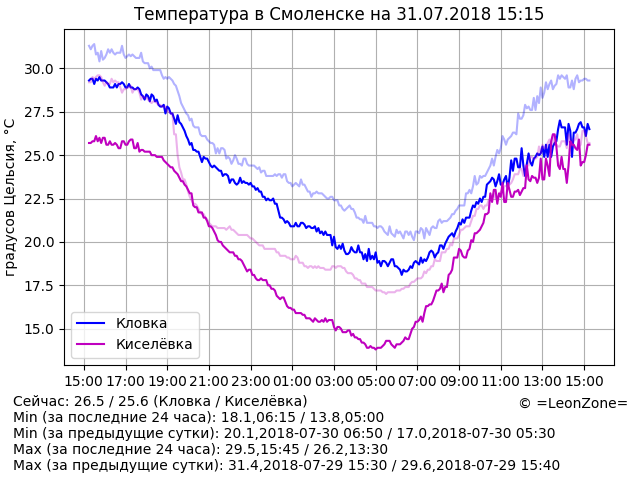 Температура в Смоленске на 31.07.2018 15:15
градусов Цельсия, °C
30.0
27.5
25.0
22.5
20.0
17.5
15.0
Кловка
Киселёвка
15:00 17:00 19:00 21:00 23:00 01:00 03:00 05:00 07:00 09:00 11:00 13:00 15:00
Сейчас: 26.5 / 25.6 (Кловка / Киселёвка)
© =LeonZone=
Min (за последние 24 часа): 18.1,06:15 / 13.8,05:00
Min (за предыдущие сутки): 20.1,2018-07-30 06:50 / 17.0,2018-07-30 05:30
Max (за последние 24 часа): 29.5,15:45 / 26.2,13:30
Max (за предыдущие сутки): 31.4,2018-07-29 15:30 / 29.6,2018-07-29 15:40